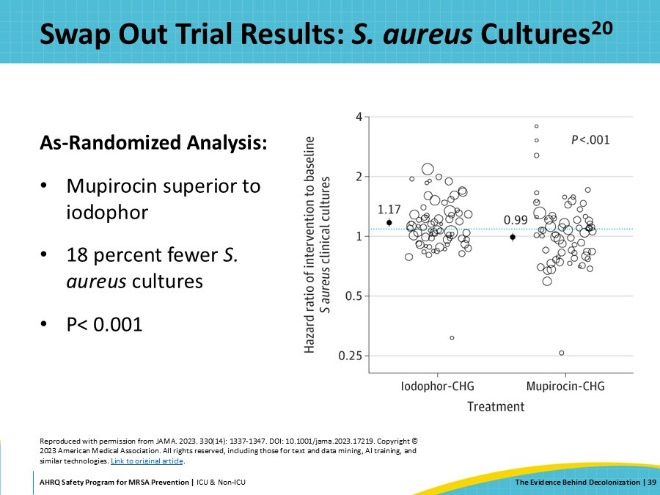 Swap Out Trial Results: S. aureus Cultures20
As-Randomized Analysis:
• Mupirocin superior to
iodophor
• 18 percent fewer S.
aureus cultures
• P< 0.001
Hazard ratio of intervention to baseline
S aureus clinical cultures
4
2
1
0.5
0.25
P<.001
1.17
0.99
Iodophor-CHG
Mupirocin-CHG
Treatment
Reproduced with permission from JAMA. 2023. 330(14): 1337-1347. DOI: 10.1001/jama.2023.17219. Copyright ©
2023 American Medical Association. All rights reserved, including those for text and data mining, AI training, and
similar technologies. Link to original article.
AHRQ Safety Program for MRSA Prevention | ICU & Non-ICU
The Evidence Behind Decolonization | 39